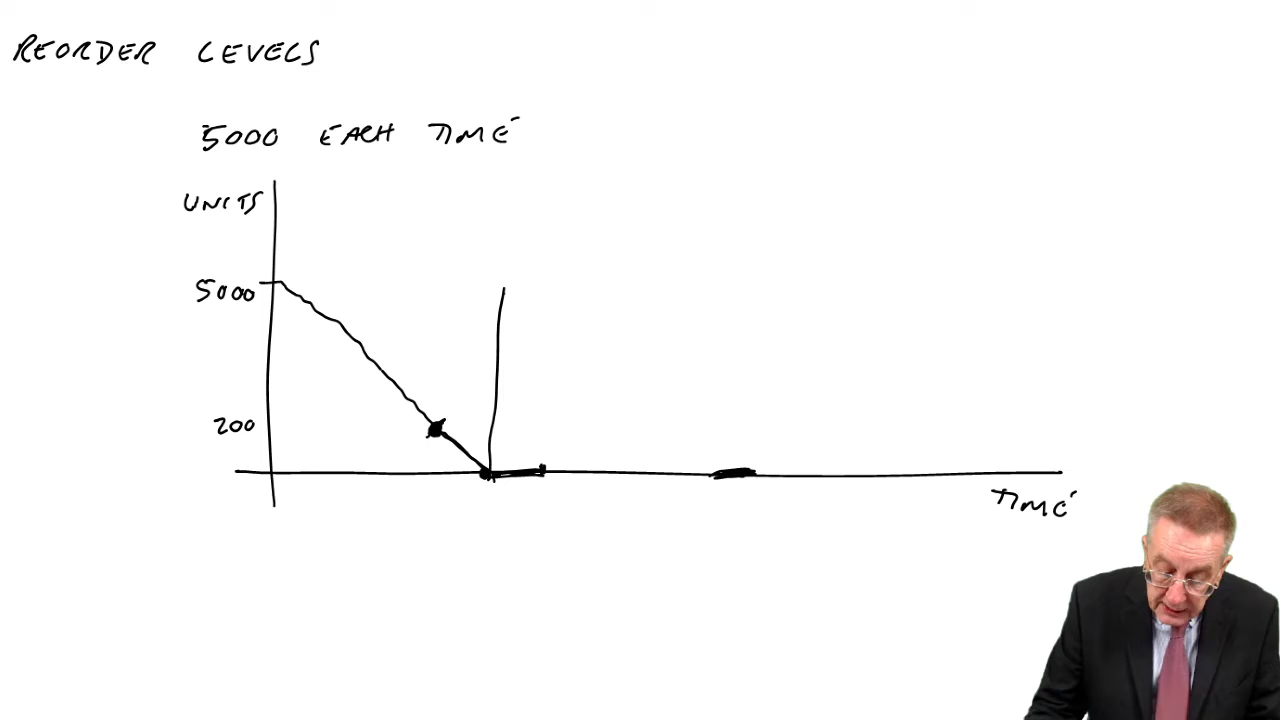 REORDER LEVELS
5000 EACH TIME
UNITS
5000
200
TIME